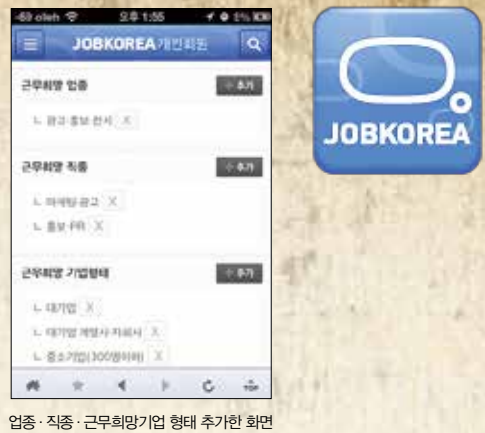 olleh 오후 1:55
JOBKOREA 개인회원
근무희망 업종
+ 추가
ㄴ 광고·홍보·전시 X
근무희망 직종
+ 추가
ㄴ 마케팅·광고 X
ㄴ 홍보·PR X
근무희망 기업형태
+ 추가
ㄴ 대기업 X
ㄴ 대기업 계열사·자회사 X
ㄴ 중소기업(300명이하) X
TOP
업종 · 직종 · 근무희망기업 형태 추가한 화면
JOBKOREA